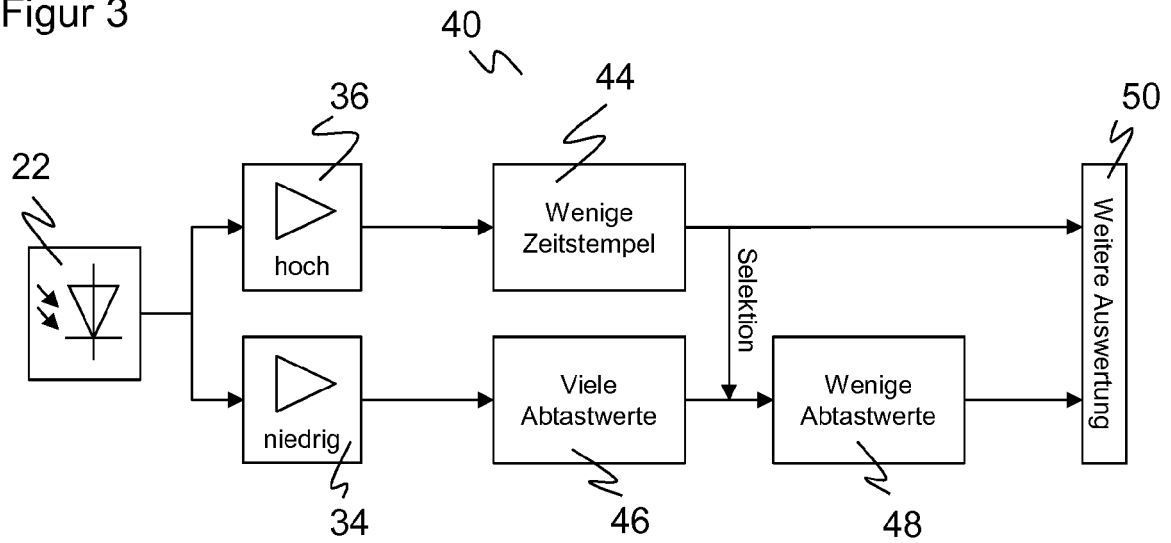 Figur 3
40
36
44
50
22
hoch
Wenige
Zeitstempel
Selektion
Weitere Auswertung
niedrig
Viele
Abtastwerte
Wenige
Abtastwerte
34
46
48